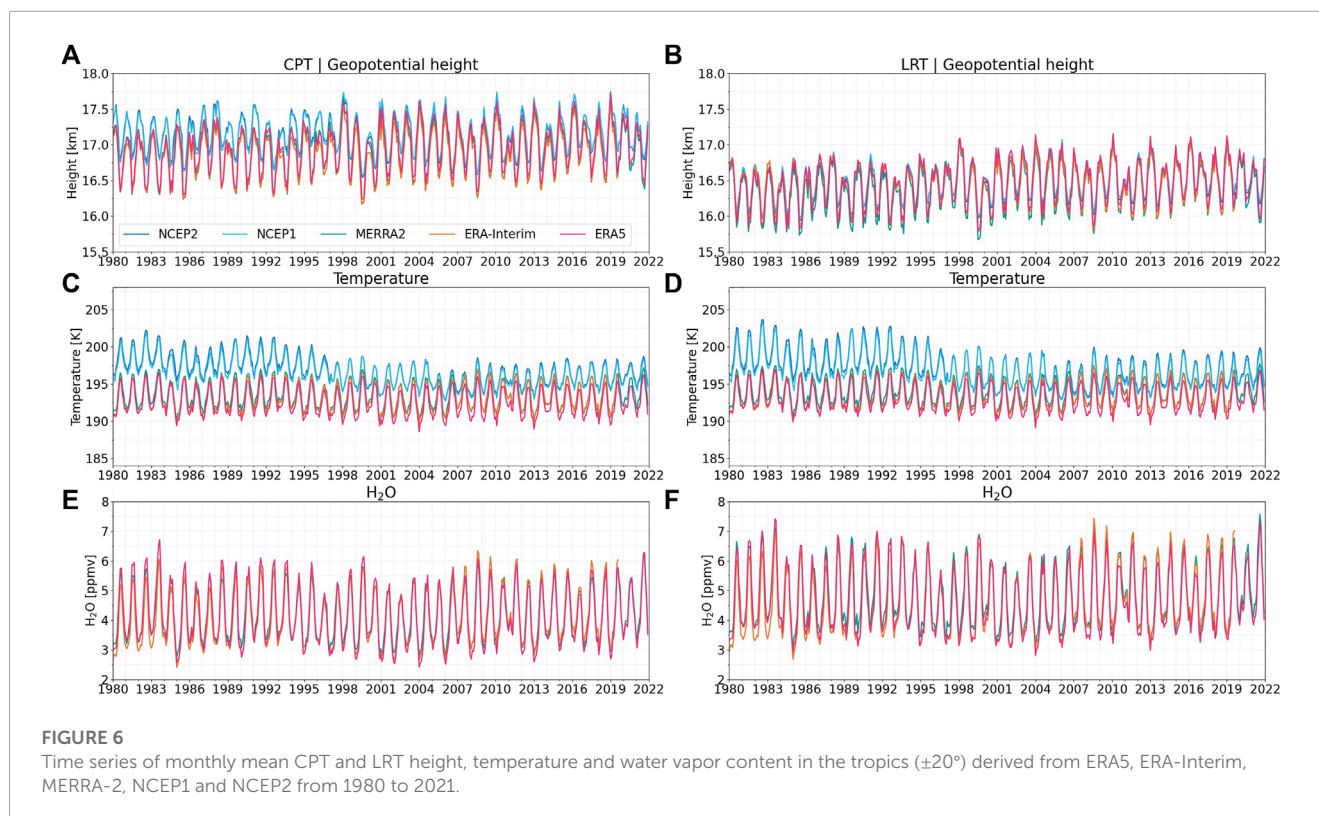 A
CPT | Geopotential height
Height [km]
18.0
17.5
17.0
16.5
16.0
15.5
NCEP2 NCEP1 MERRA2 ERA-Interim ERA5
1980 1983 1986 1989 1992 1995 1998 2001 2004 2007 2010 2013 2016 2019 2022
B
LRT | Geopotential height
Height [km]
18.0
17.5
17.0
16.5
16.0
15.5
1980 1983 1986 1989 1992 1995 1998 2001 2004 2007 2010 2013 2016 2019 2022
C
Temperature
Temperature [K]
205
200
195
190
185
1980 1983 1986 1989 1992 1995 1998 2001 2004 2007 2010 2013 2016 2019 2022
D
Temperature
Temperature [K]
205
200
195
190
185
1980 1983 1986 1989 1992 1995 1998 2001 2004 2007 2010 2013 2016 2019 2022
E
H₂O
H₂O [ppmv]
8
7
6
5
4
3
2
1980 1983 1986 1989 1992 1995 1998 2001 2004 2007 2010 2013 2016 2019 2022
F
H₂O
H₂O [ppmv]
8
7
6
5
4
3
2
1980 1983 1986 1989 1992 1995 1998 2001 2004 2007 2010 2013 2016 2019 2022
FIGURE 6
Time series of monthly mean CPT and LRT height, temperature and water vapor content in the tropics (±20°) derived from ERA5, ERA-Interim,
MERRA-2, NCEP1 and NCEP2 from 1980 to 2021.